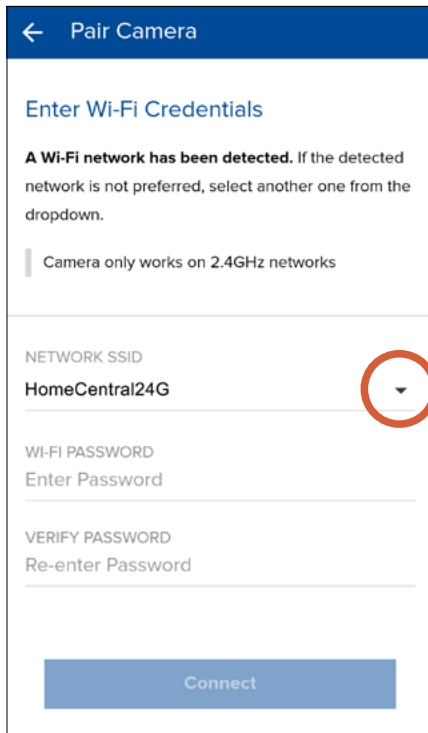 Pair Camera
Enter Wi-Fi Credentials
A Wi-Fi network has been detected. If the detected
network is not preferred, select another one from the
dropdown.
Camera only works on 2.4GHz networks
NETWORK SSID
HomeCentral24G
WI-FI PASSWORD
Enter Password
VERIFY PASSWORD
Re-enter Password
Connect